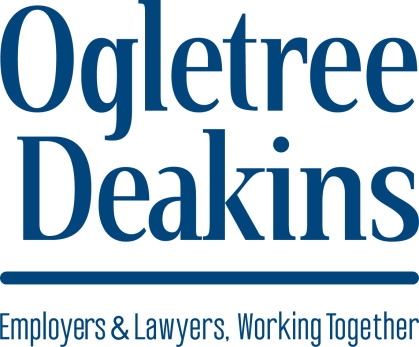 Ogletree
Deakins
Employers & Lawyers, Working Together